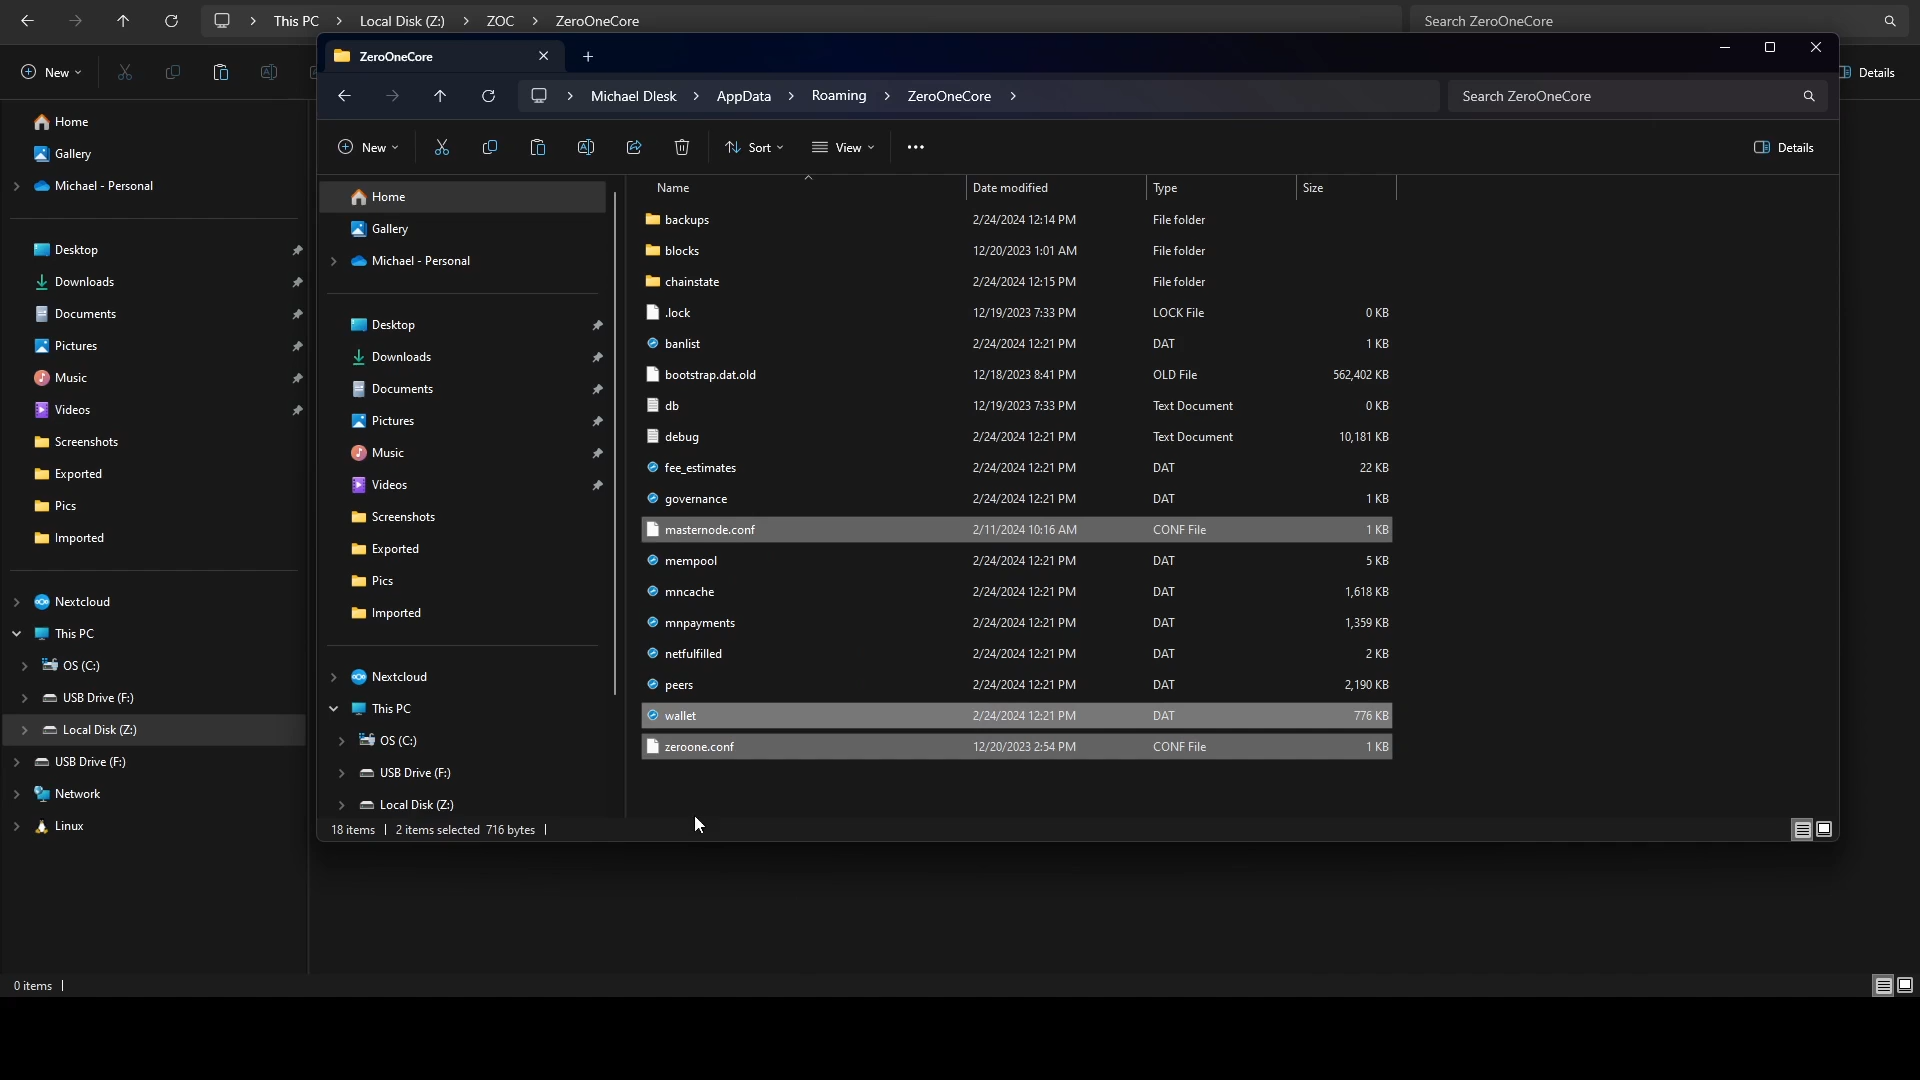 This PC > Local Disk (Z:) > ZOC > ZeroOneCore
Search ZeroOneCore
New
Details
Home
Gallery
Michael - Personal
Desktop
Downloads
Documents
Pictures
Music
Videos
Screenshots
Exported
Pics
Imported
Nextcloud
This PC
OS (C:)
USB Drive (F:)
Local Disk (Z:)
USB Drive (F:)
Network
Linux
0 items
ZeroOneCore
Michael Dlesk > AppData > Roaming > ZeroOneCore >
Search ZeroOneCore
New
Sort
View
Details
Home
Gallery
Michael - Personal
Desktop
Downloads
Documents
Pictures
Music
Videos
Screenshots
Exported
Pics
Imported
Nextcloud
This PC
OS (C:)
USB Drive (F:)
Local Disk (Z:)
Name Date modified Type Size
backups 2/24/2024 12:14 PM File folder
blocks 12/20/2023 1:01 AM File folder
chainstate 2/24/2024 12:15 PM File folder
.lock 12/19/2023 7:33 PM LOCK File 0 KB
banlist 2/24/2024 12:21 PM DAT 1 KB
bootstrap.dat.old 12/18/2023 8:41 PM OLD File 562,402 KB
db 12/19/2023 7:33 PM Text Document 0 KB
debug 2/24/2024 12:21 PM Text Document 10,181 KB
fee_estimates 2/24/2024 12:21 PM DAT 22 KB
governance 2/24/2024 12:21 PM DAT 1 KB
masternode.conf 2/11/2024 10:16 AM CONF File 1 KB
mempool 2/24/2024 12:21 PM DAT 5 KB
mncache 2/24/2024 12:21 PM DAT 1,618 KB
mnpayments 2/24/2024 12:21 PM DAT 1,359 KB
netfulfilled 2/24/2024 12:21 PM DAT 2 KB
peers 2/24/2024 12:21 PM DAT 2,190 KB
wallet 2/24/2024 12:21 PM DAT 776 KB
zeroone.conf 12/20/2023 2:54 PM CONF File 1 KB
18 items 2 items selected 716 bytes